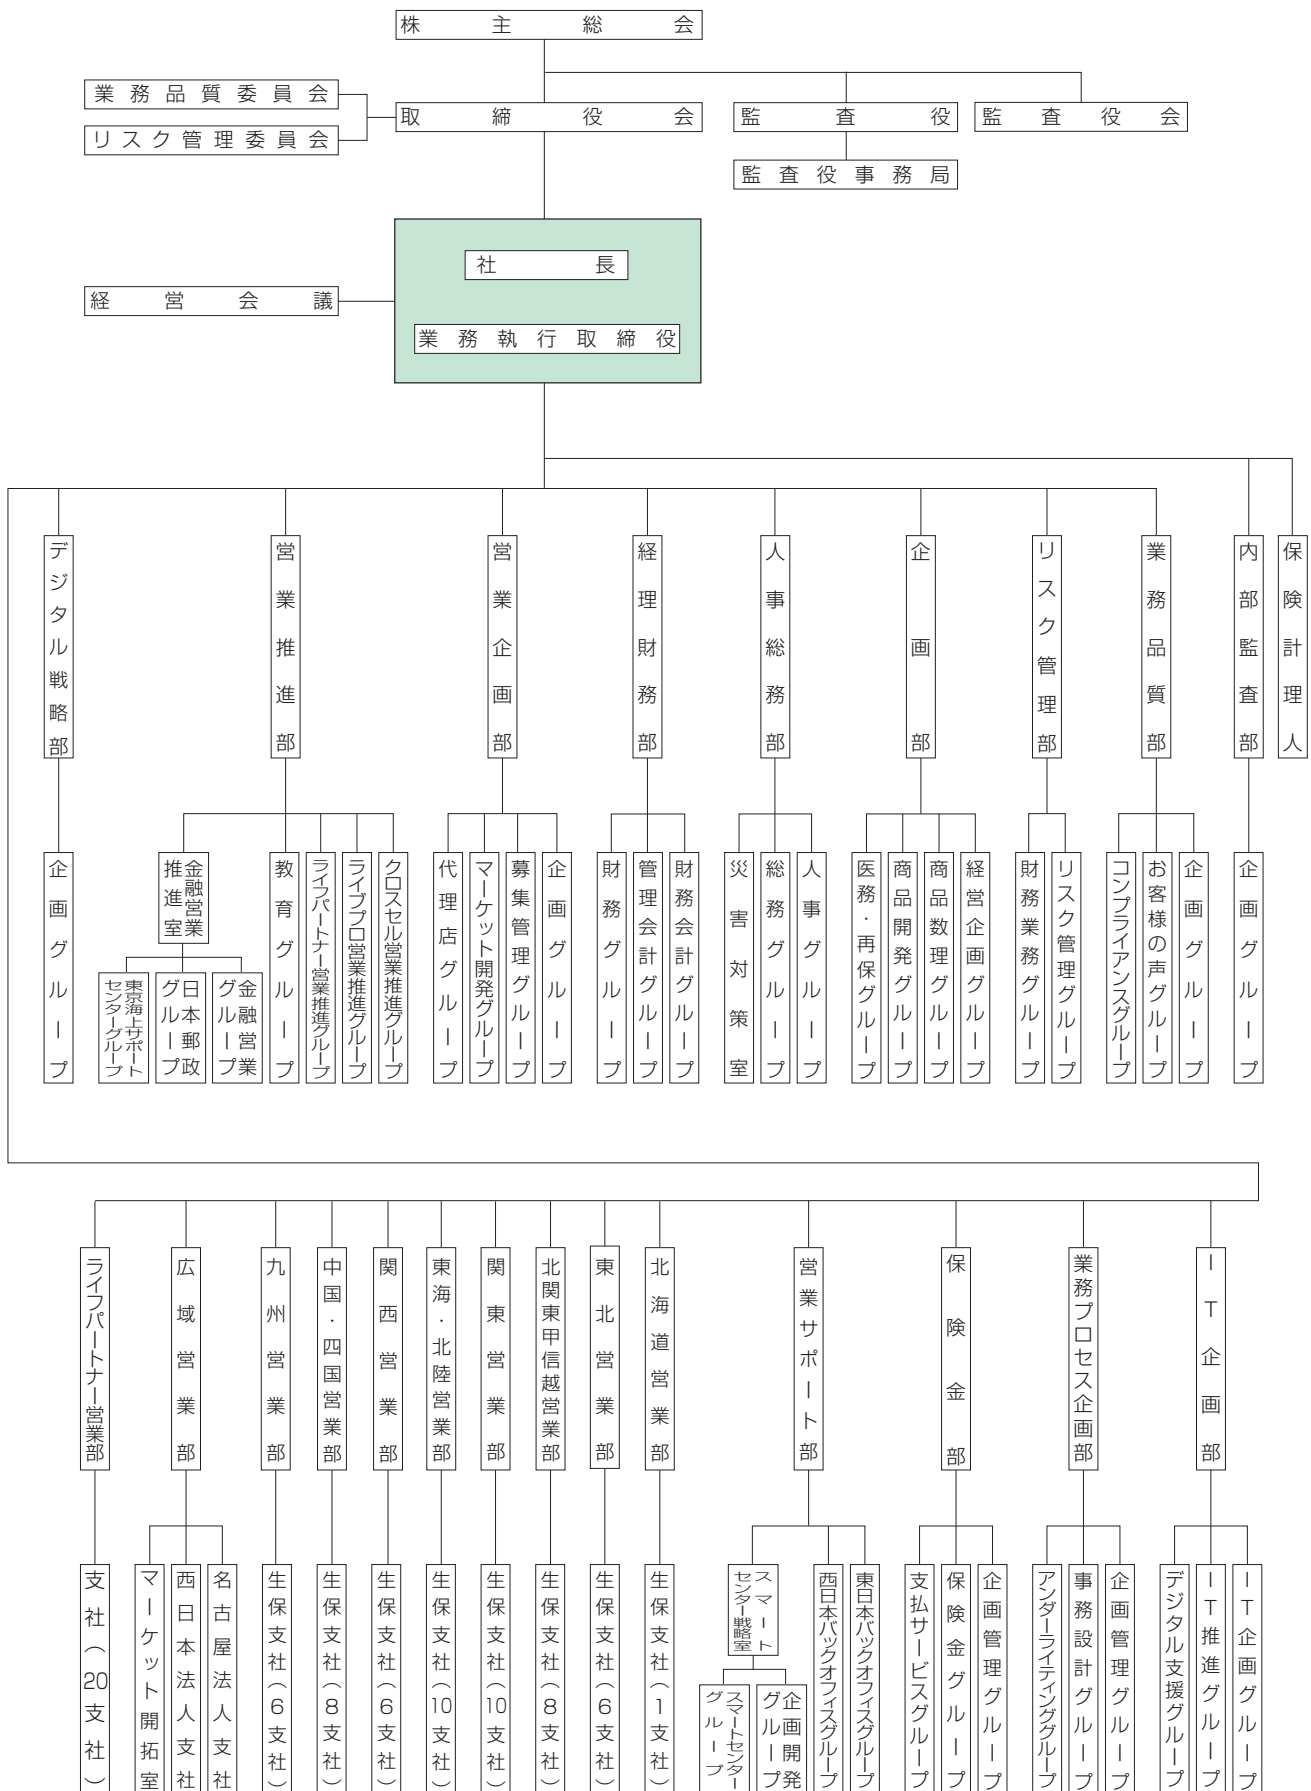 株主総会
業務品質委員会
リスク管理委員会
取締役会
監査役
監査役会
監査役事務局
社長
経営会議
業務執行取締役
デジタル戦略部
営業推進部
営業企画部
経理財務部
人事総務部
企画部
リスク管理部
業務品質部
内部監査部
保険計理人
企画グループ
金融営業
推進室
東京海上サポート
センターグループ
日本郵政
グループ
金融営業
グループ
教育グループ
ライフパートナー営業推進グループ
ライフプロ営業推進グループ
クロスセル営業推進グループ
代理店グループ
マーケット開発グループ
募集管理グループ
企画グループ
財務グループ
管理会計グループ
財務会計グループ
災害対策室
総務グループ
人事グループ
医務・再保グループ
商品開発グループ
商品数理グループ
経営企画グループ
財務業務グループ
リスク管理グループ
コンプライアンスグループ
お客様の声グループ
企画グループ
企画グループ
ライフパートナー営業部
広域営業部
九州営業部
中国・四国営業部
関西営業部
東海・北陸営業部
関東営業部
北関東甲信越営業部
東北営業部
北海道営業部
営業サポート部
保険金部
業務プロセス企画部
IT企画部
支社(20支社)
マーケット開拓室
西日本法人支社
名古屋法人支社
生保支社(6支社)
生保支社(8支社)
生保支社(6支社)
生保支社(10支社)
生保支社(10支社)
生保支社(8支社)
生保支社(6支社)
生保支社(1支社)
スマート
センター戦略室
スマートセンター
グループ
企画開発
グループ
西日本バックオフィスグループ
東日本バックオフィスグループ
支払サービスグループ
保険金グループ
企画管理グループ
アンダーライティンググループ
事務設計グループ
企画管理グループ
デジタル支援グループ
IT推進グループ
IT企画グループ